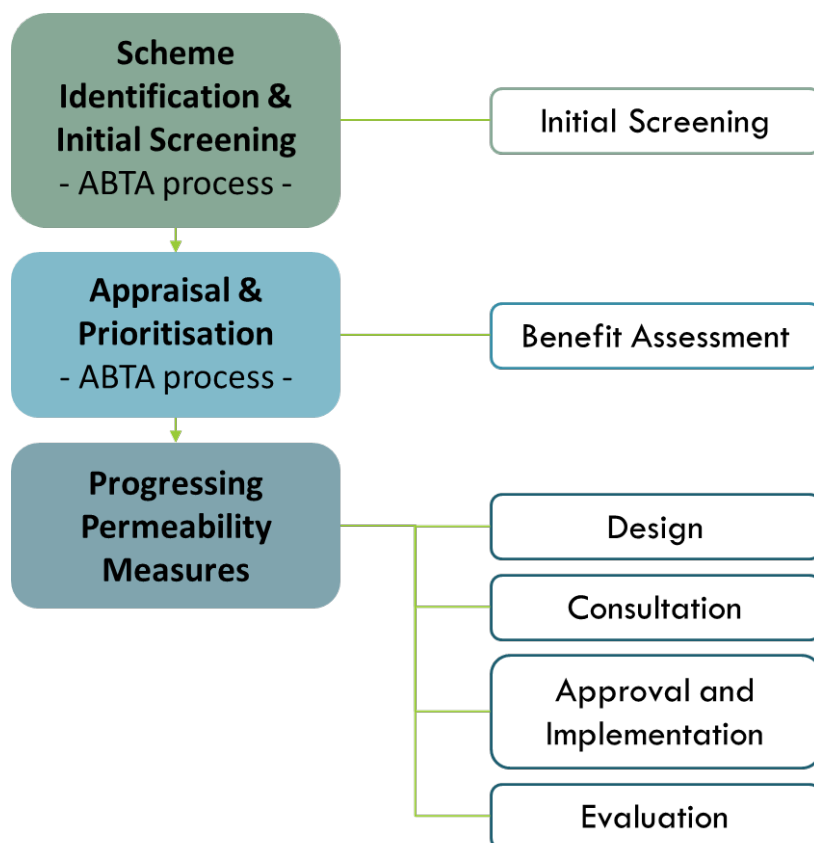 Scheme
Identification &
Initial Screening
- ABTA process -
Initial Screening
Appraisal &
Prioritisation
- ABTA process -
Benefit Assessment
Progressing
Permeability
Measures
Design
Consultation
Approval and
Implementation
Evaluation